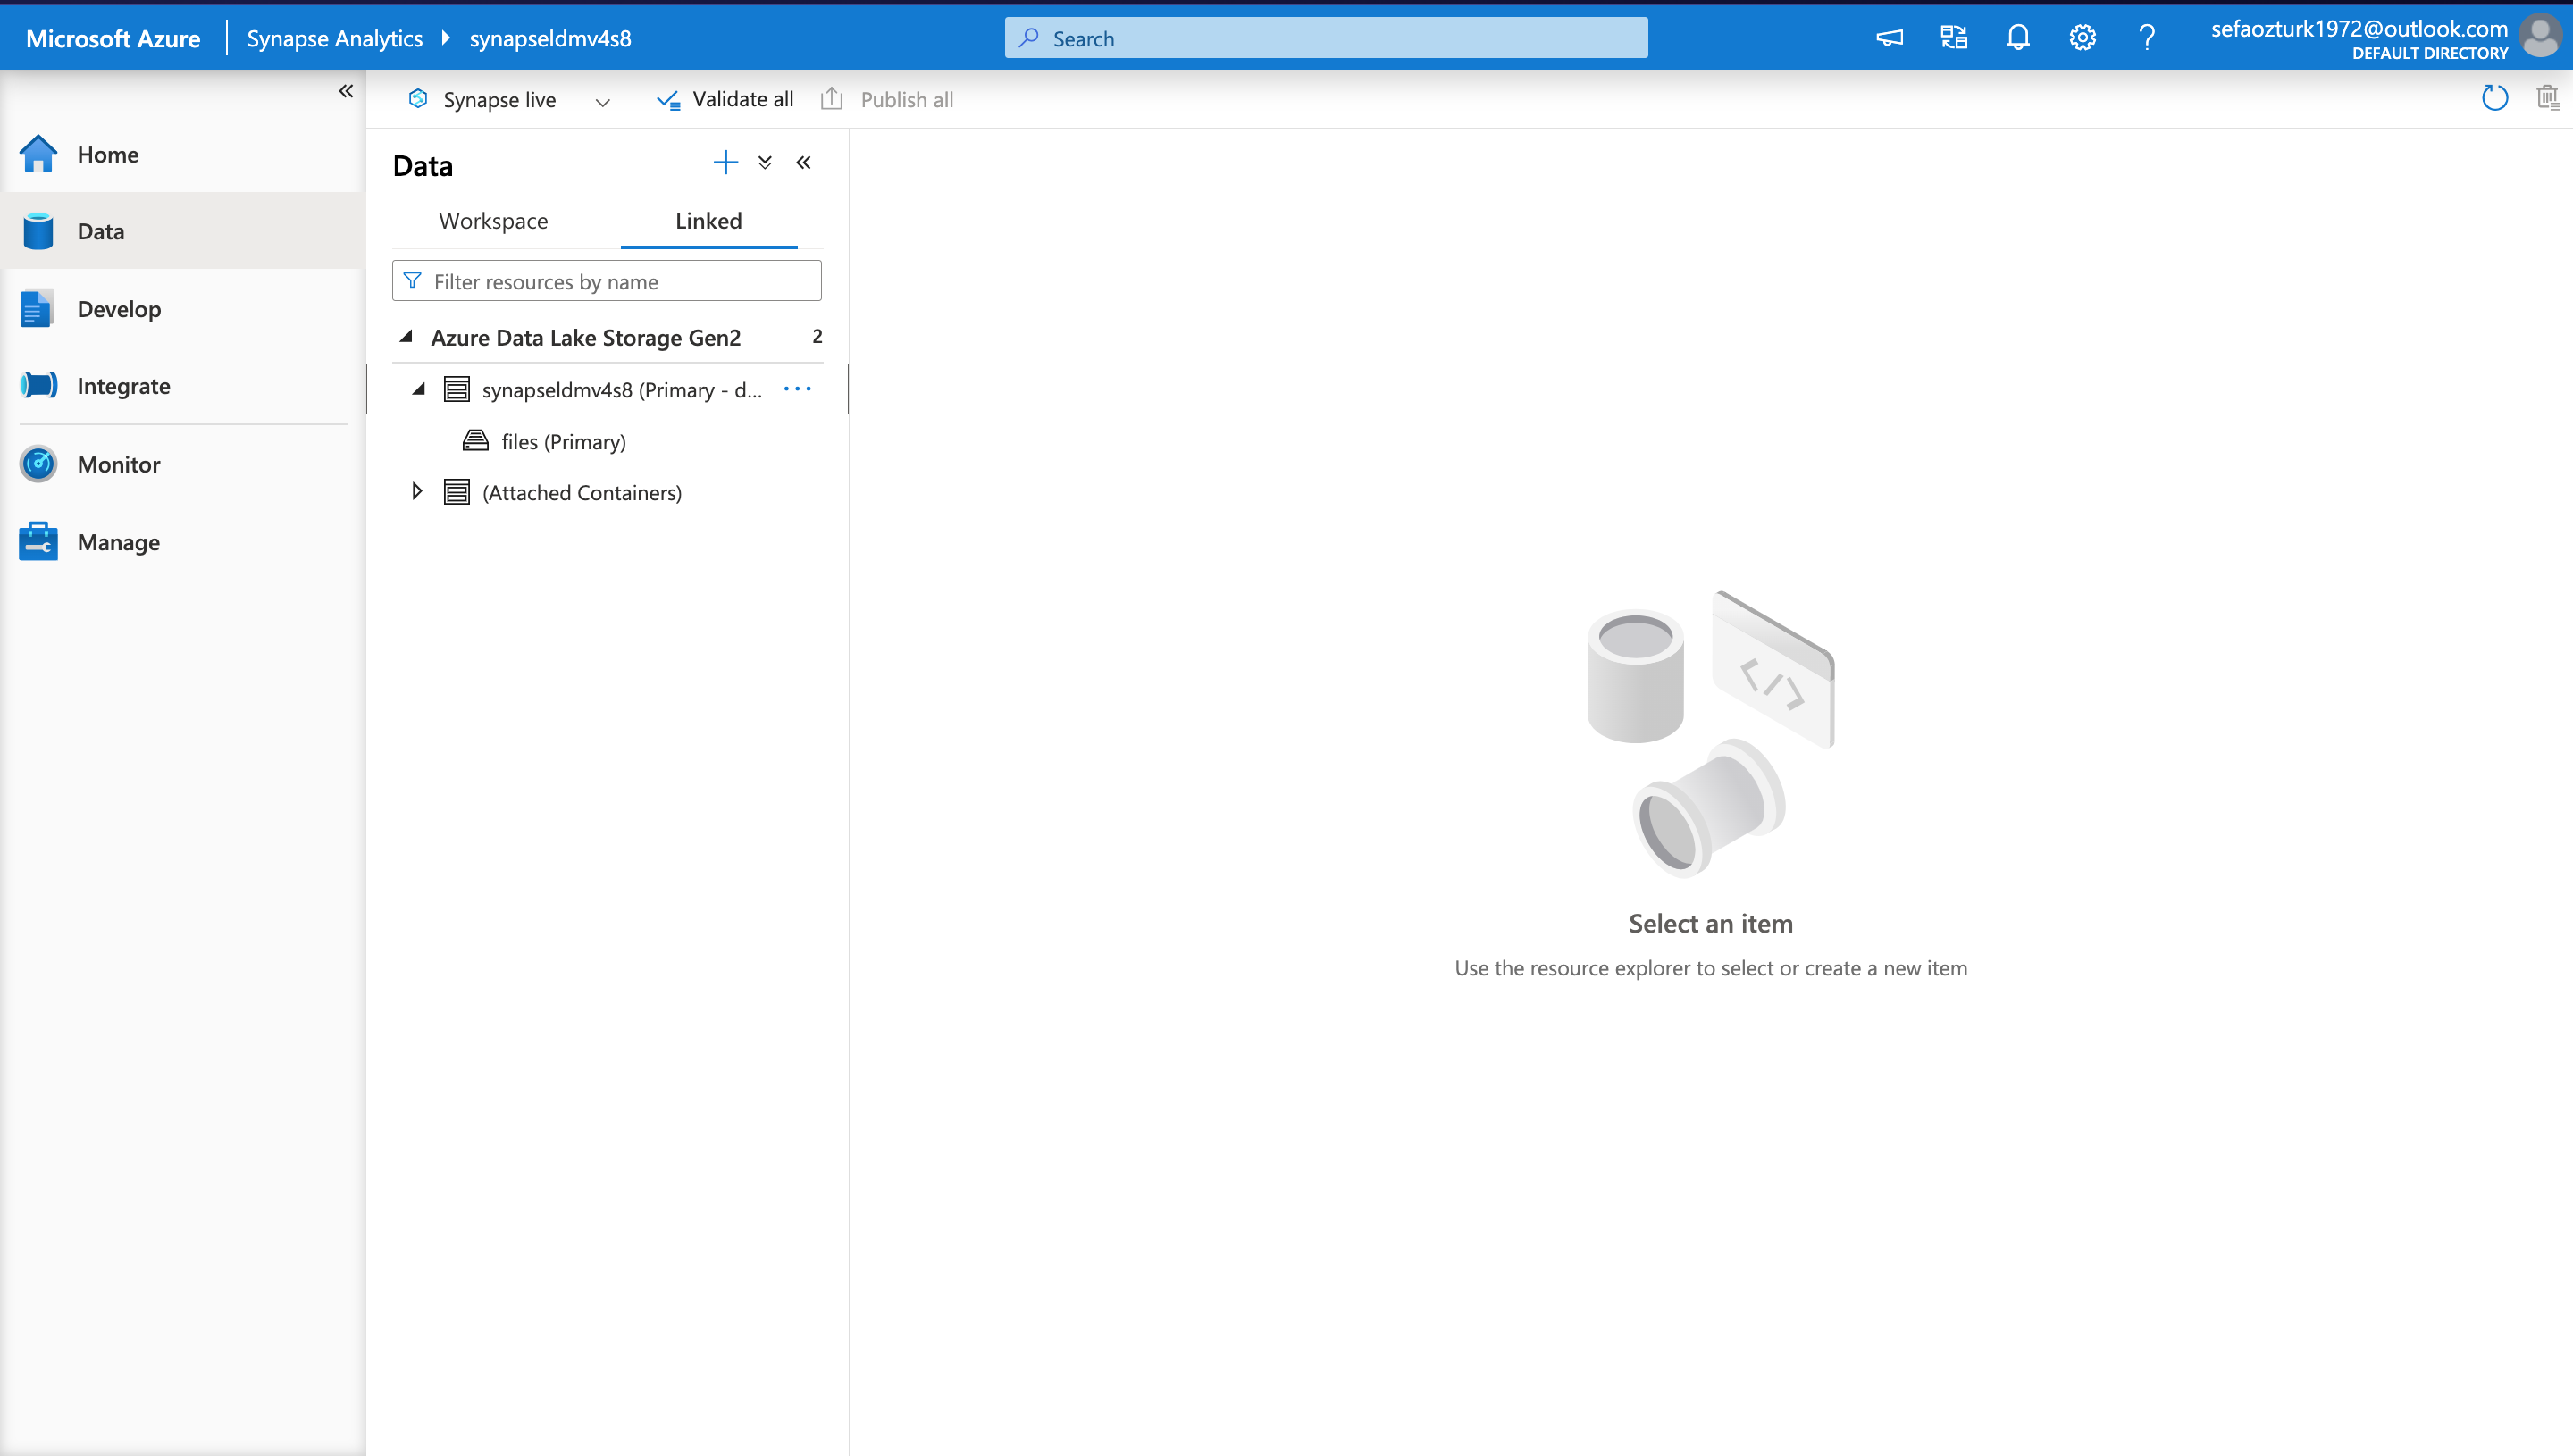 Microsoft Azure
Synapse Analytics
synapseldmv4s8
Search
sefaozturk1972@outlook.com
DEFAULT DIRECTORY
Synapse live
Validate all
Publish all
Home
Data
Develop
Integrate
Monitor
Manage
Data
Workspace
Linked
Filter resources by name
Azure Data Lake Storage Gen2 2
synapseldmv4s8 (Primary - d...
files (Primary)
(Attached Containers)
Select an item
Use the resource explorer to select or create a new item